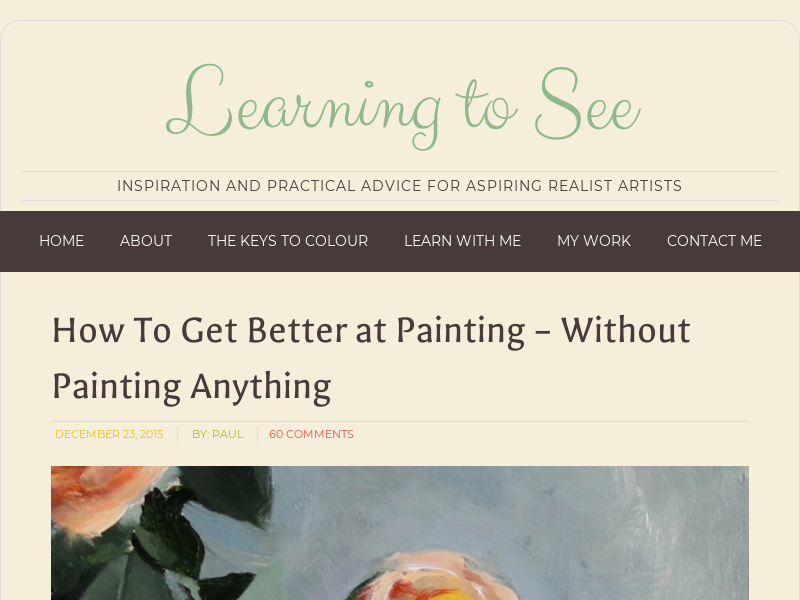 Learning to See
INSPIRATION AND PRACTICAL ADVICE FOR ASPIRING REALIST ARTISTS
HOME ABOUT THE KEYS TO COLOUR LEARN WITH ME MY WORK CONTACT ME
How To Get Better at Painting – Without
Painting Anything
DECEMBER 23, 2015 BY: PAUL 60 COMMENTS